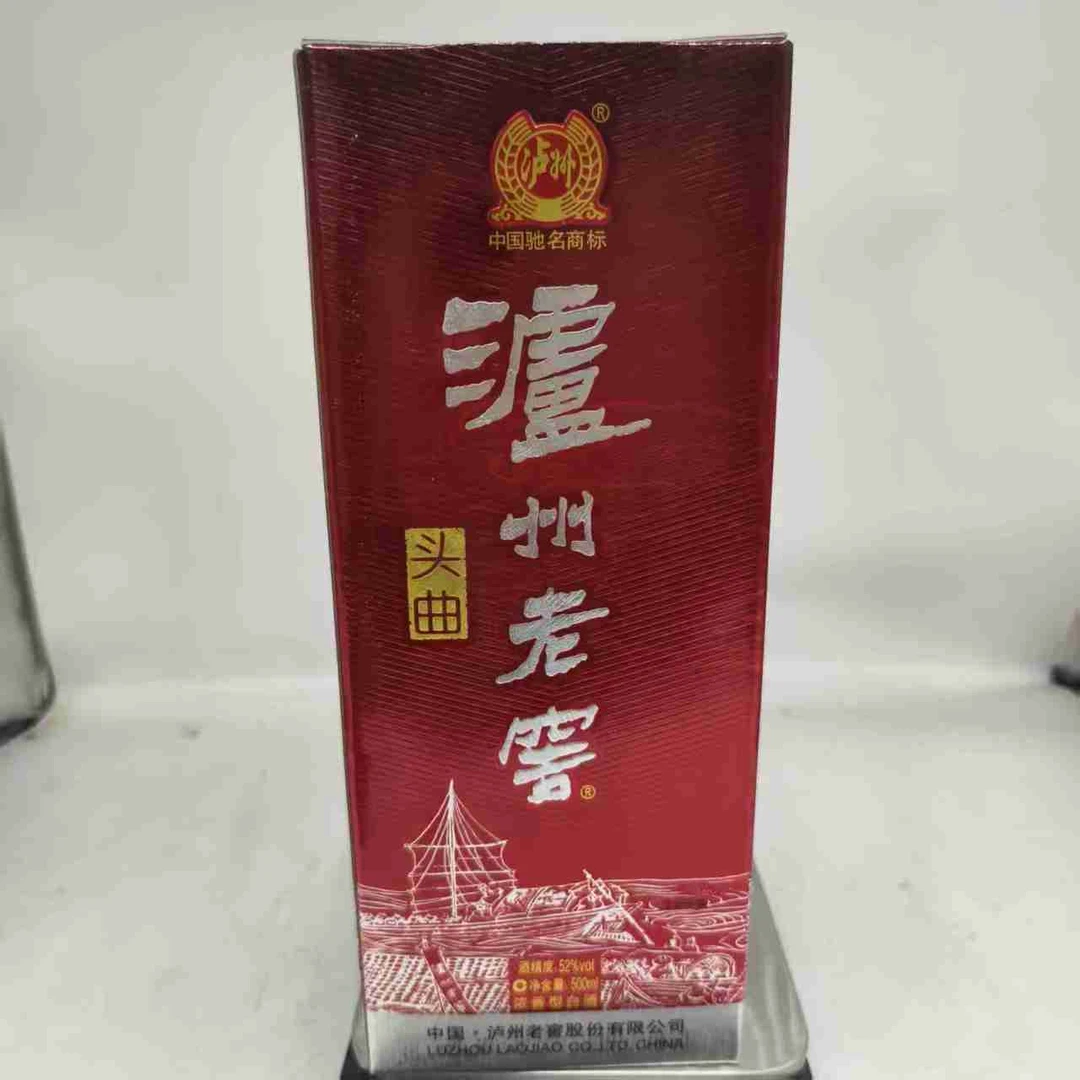 ®
泸州
中国驰名商标
瀘州老窖
®
头曲
酒精度:52%vol
净含量:500ml
浓香型白酒
中国·泸州老窖股份有限公司
LUZHOU LAOJIAO CO.,LTD. CHINA